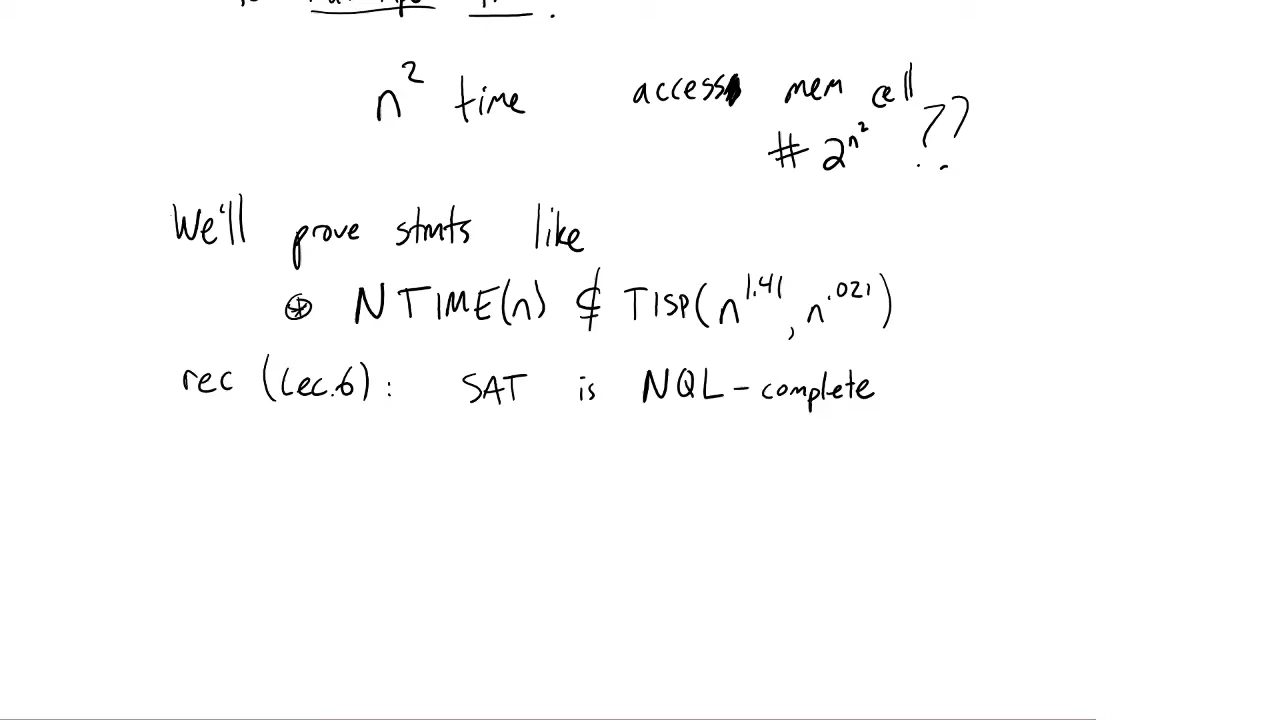 n² time access mem cell
# 2^{n²} ??
We'll prove stmts like
⊛ NTIME(n) ⊄ TISP(n^{1.41}, n^{.021})
rec (Lec.6): SAT is NQL-complete